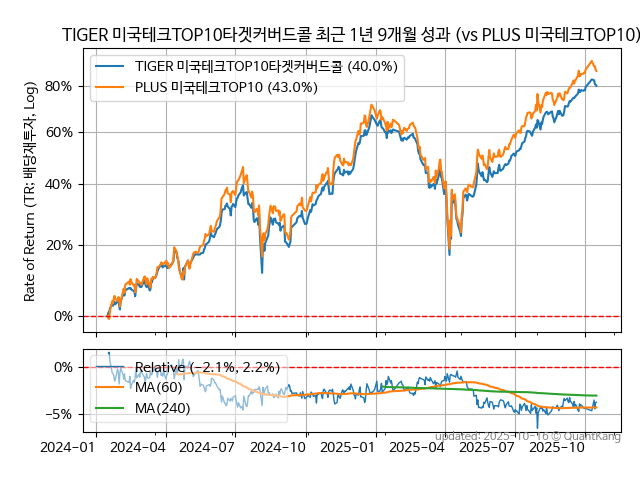 TIGER 미국테크TOP10타겟커버드콜 최근 1년 9개월 성과 (vs PLUS 미국테크TOP10)
Rate of Return (TR: 배당재투자, Log)
TIGER 미국테크TOP10타겟커버드콜 (40.0%)
PLUS 미국테크TOP10 (43.0%)
80%
60%
40%
20%
0%
Relative (−2.1%, 2.2%)
MA(60)
MA(240)
0%
−5%
2024-01
2024-04
2024-07
2024-10
2025-01
2025-04
2025-07
2025-10
updated: 2025-10-16 © QuantKang